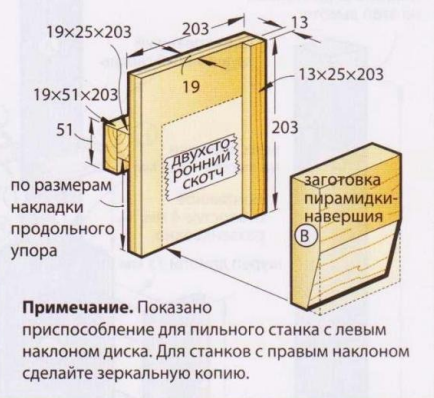 203
13
19×25×203
19
13×25×203
19×51×203
51
203
двухсто-
ронний
скотч
по размерам
накладки
продольного
упора
заготовка
пирамидки-
навершия
B
Примечание. Показано
приспособление для пильного станка с левым
наклоном диска. Для станков с правым наклоном
сделайте зеркальную копию.